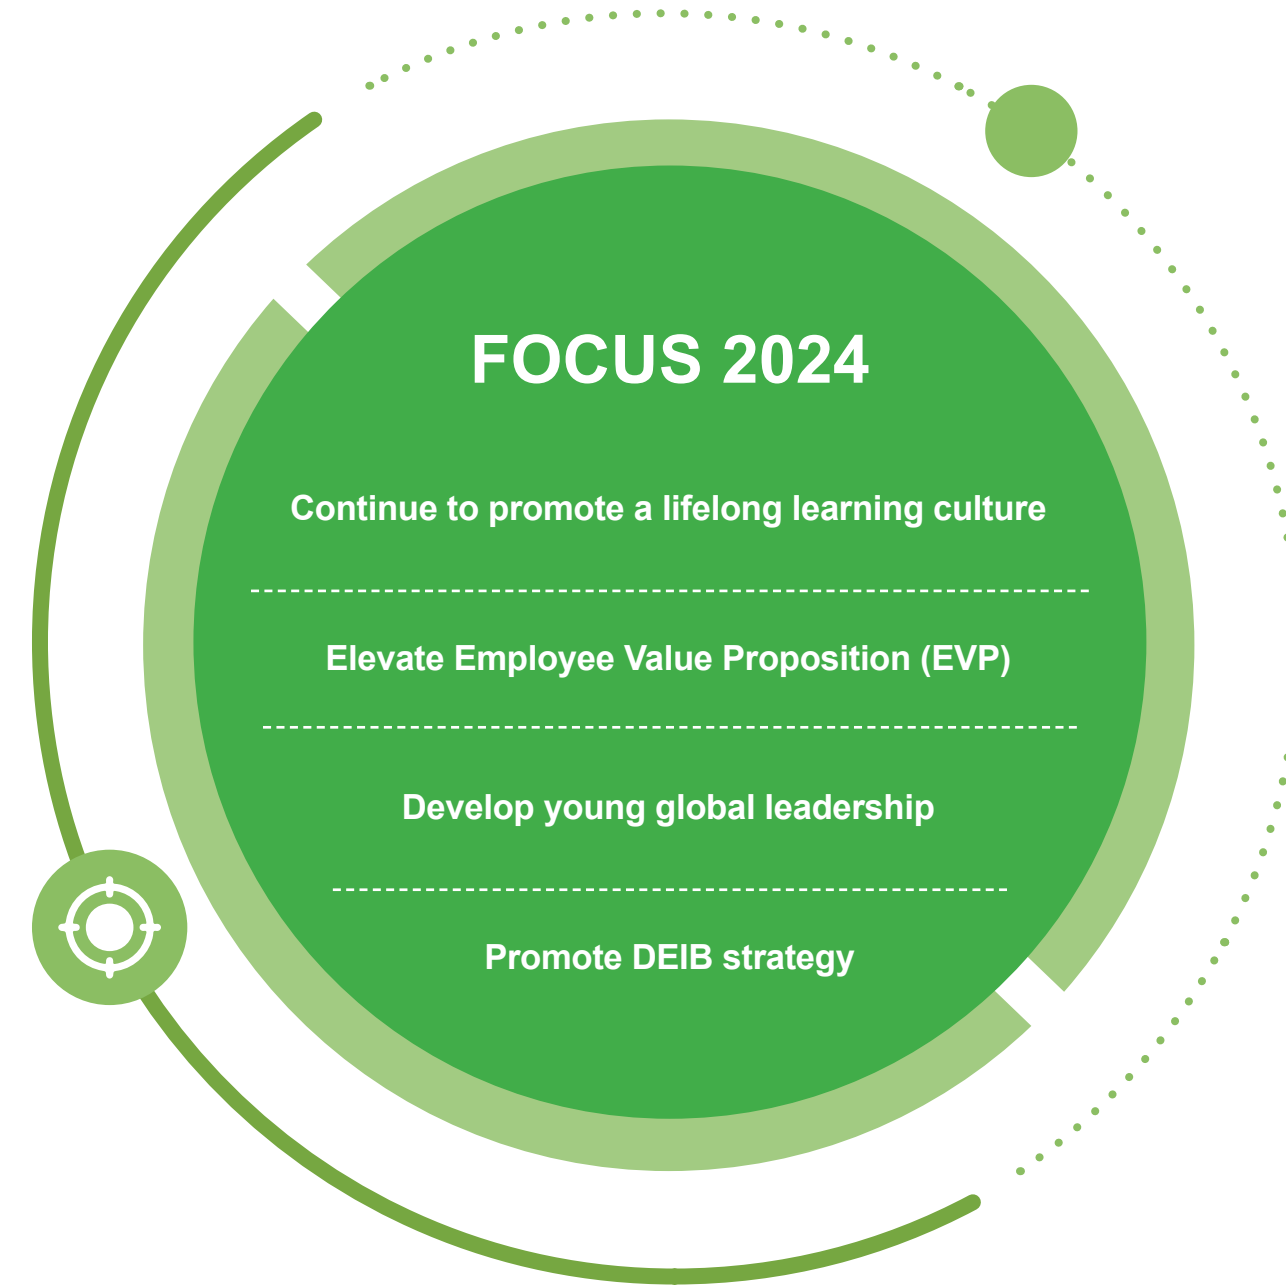 FOCUS 2024
Continue to promote a lifelong learning culture
Elevate Employee Value Proposition (EVP)
Develop young global leadership
Promote DEIB strategy